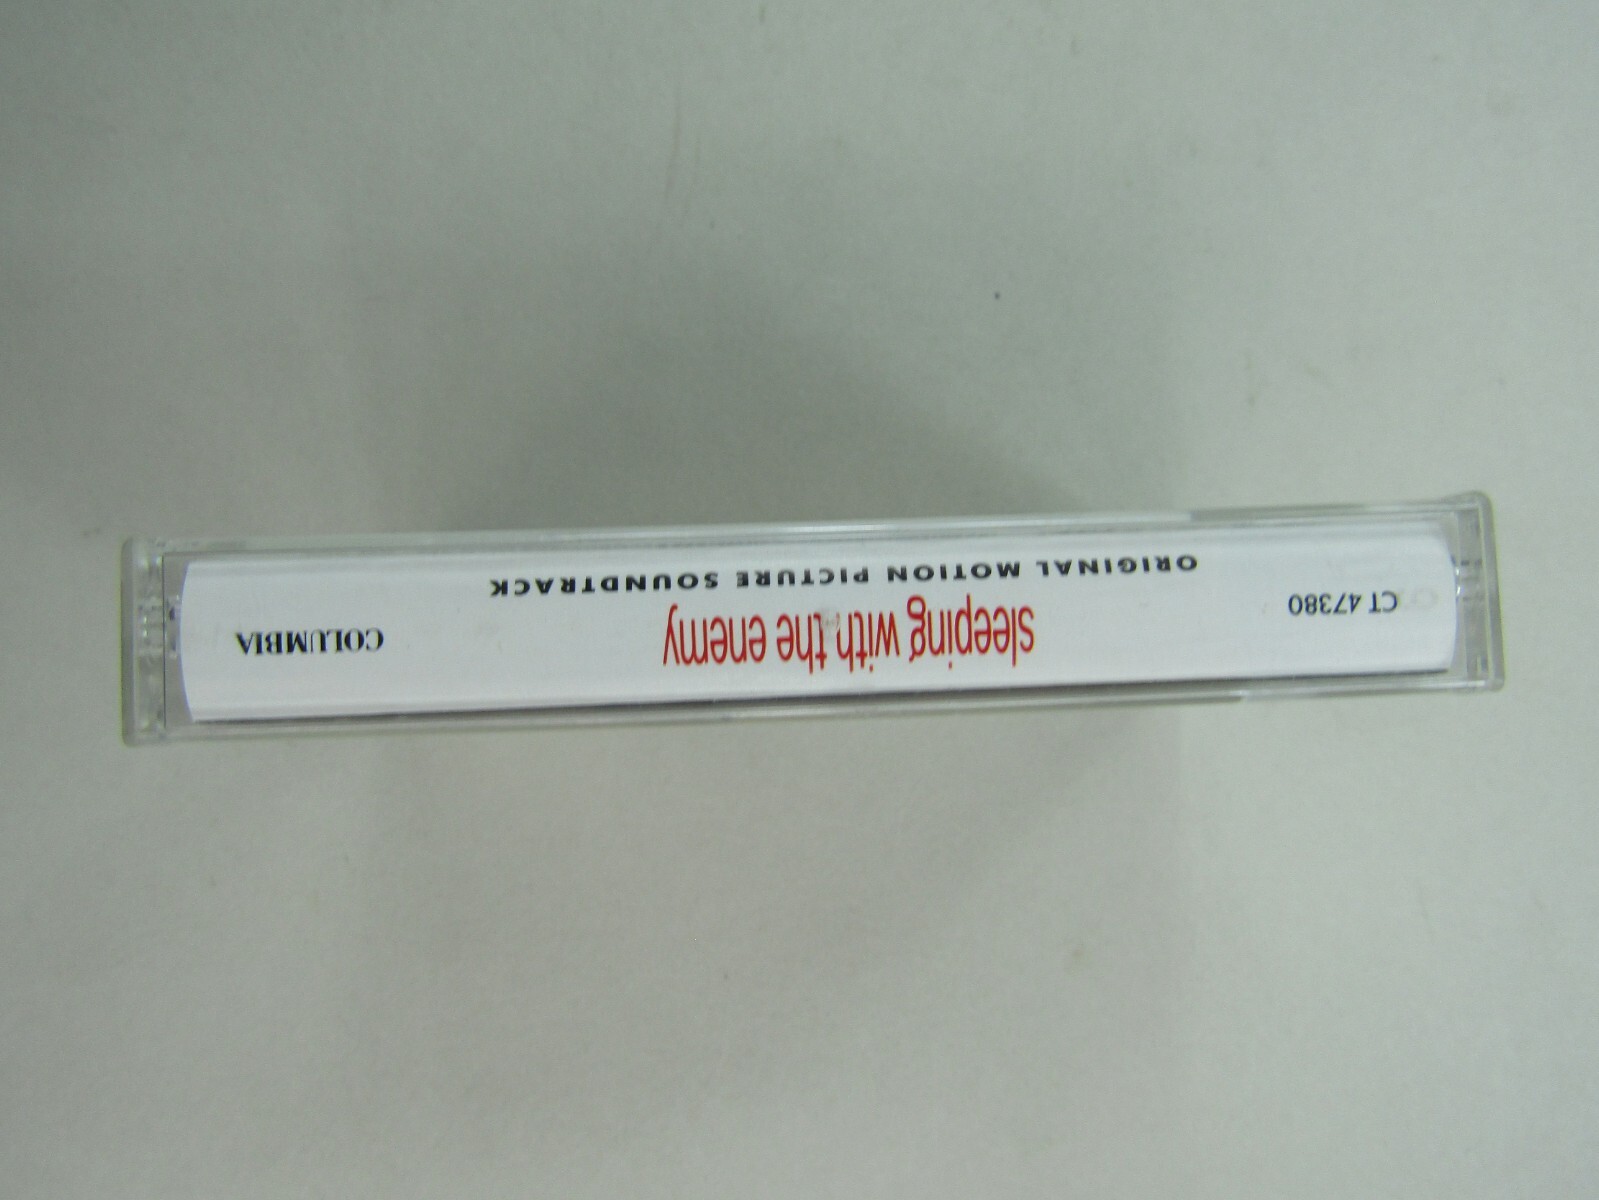 CT 47380
sleeping with the enemy
ORIGINAL MOTION PICTURE SOUNDTRACK
COLUMBIA